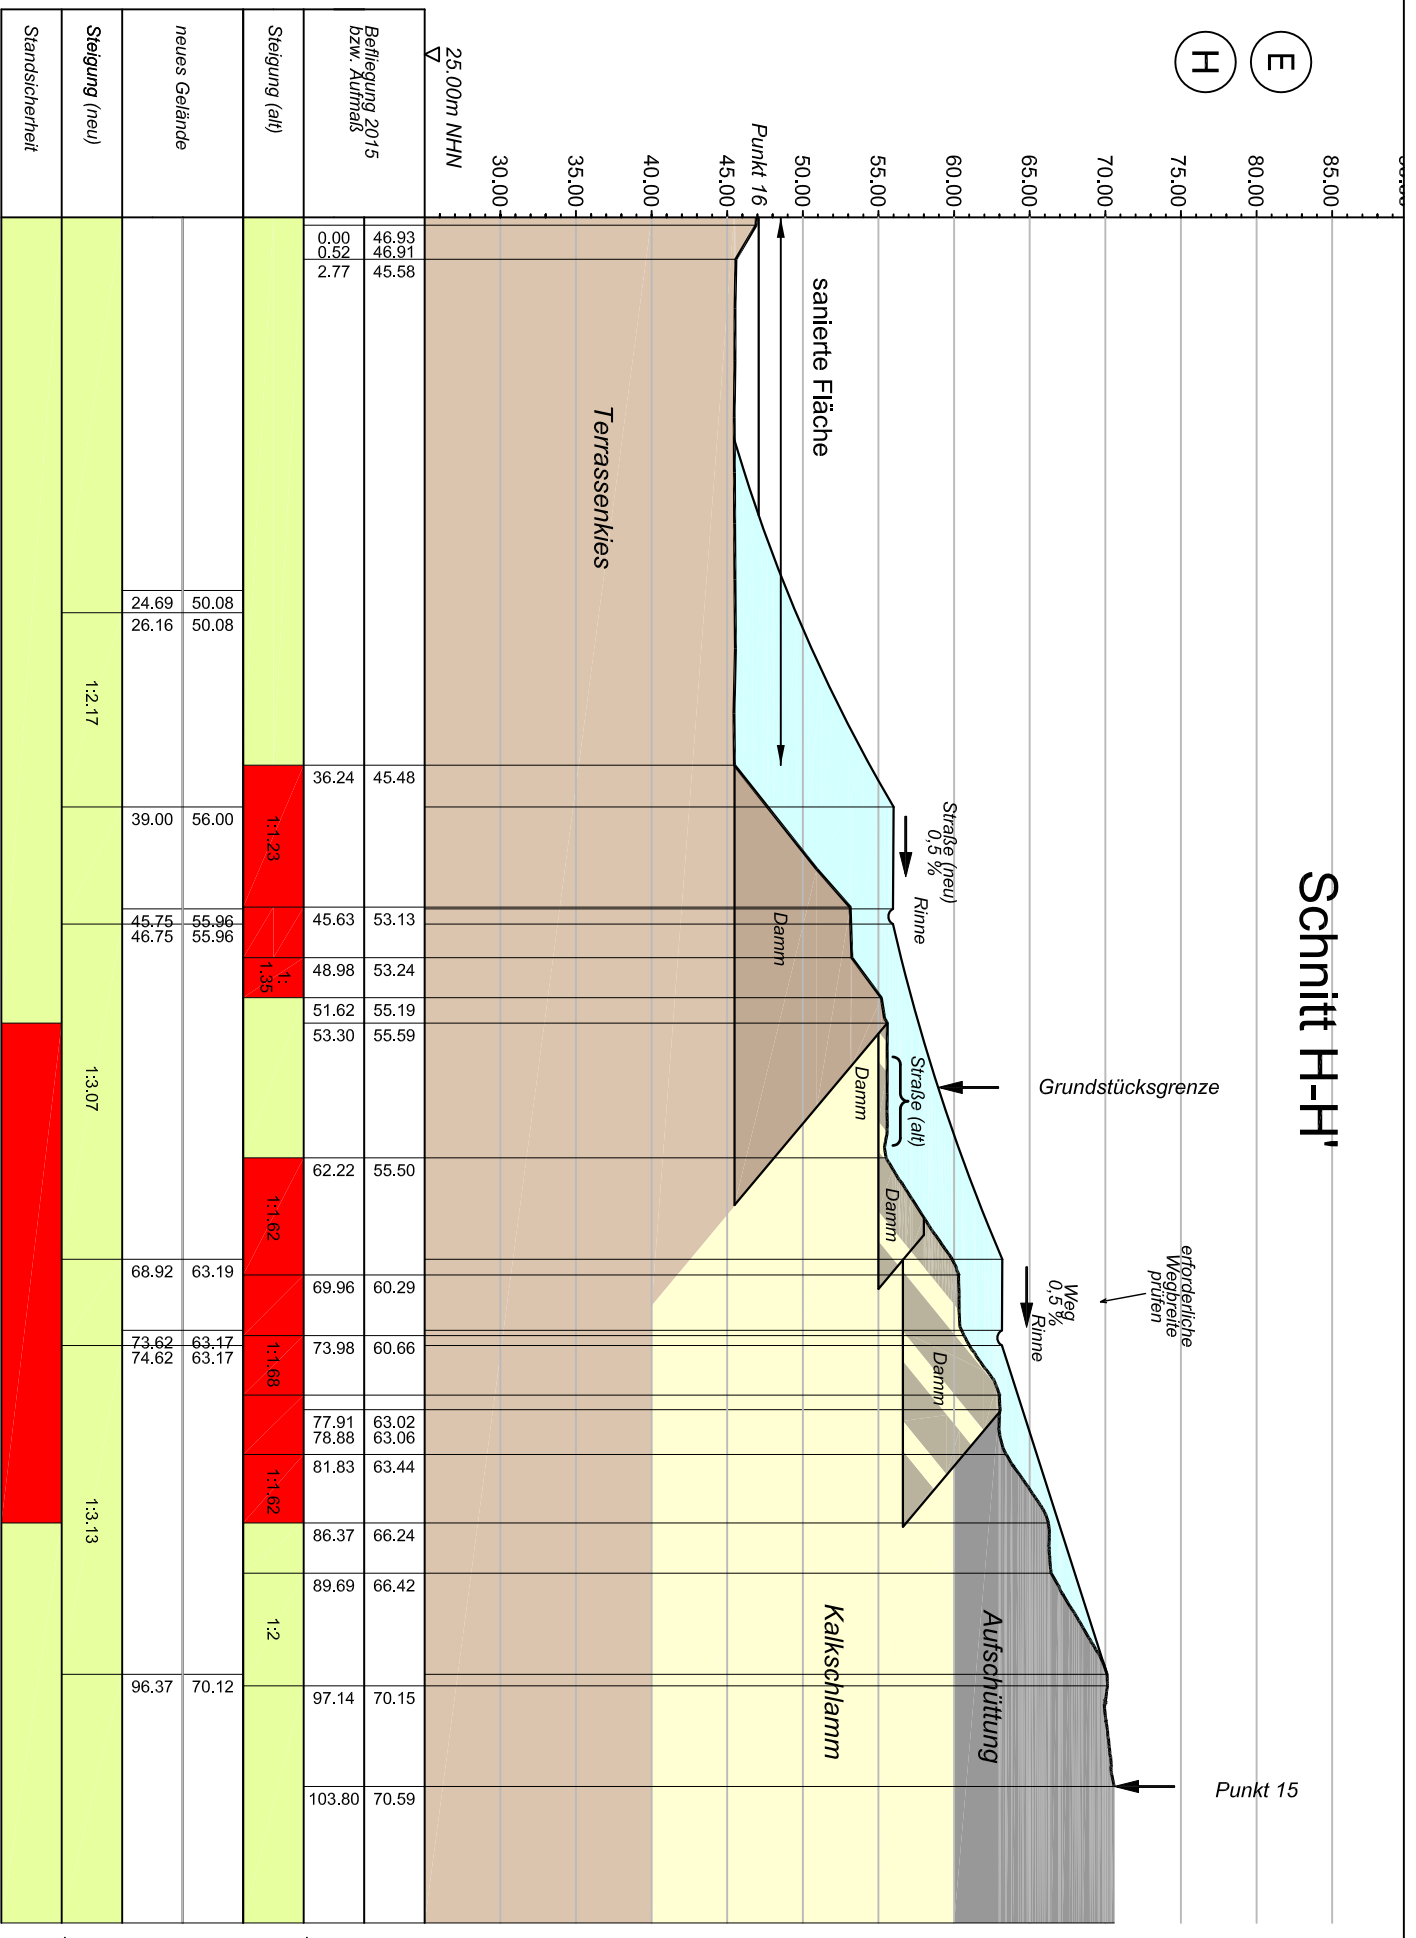 Schnitt H-H'
E
H
85.00
80.00
75.00
70.00
65.00
60.00
55.00
50.00
Punkt 16
45.00
40.00
35.00
30.00
25.00m NHN
sanierte Fläche
Straße (neu)
0,5 %
Rinne
Grundstücksgrenze
Straße (alt)
erforderliche
Wegbreite
prüfen
Weg
0,5 %
Rinne
Punkt 15
Damm
Damm
Damm
Damm
Terrassenkies
Kalkschlamm
Aufschüttung
Befliegung 2015
bzw. Aufmaß
46.93 46.91 45.58 45.48 53.13 53.24 55.19 55.59 55.50 60.29 60.66 63.02 63.06 63.44 66.24 66.42 70.15 70.59
0.00 0.52 2.77 36.24 45.63 48.98 51.62 53.30 62.22 69.96 73.98 77.91 78.88 81.83 86.37 89.69 97.14 103.80
Steigung (alt)
1:1.23
1:
1.35
1:1.62
1:1.68
1:1.62
1:2
neues Gelände
50.08 50.08 56.00 55.96 55.96 63.19 63.17 63.17 70.12
24.69 26.16 39.00 45.75 46.75 68.92 73.62 74.62 96.37
Steigung (neu)
1:2.17
1:3.07
1:3.13
Standsicherheit